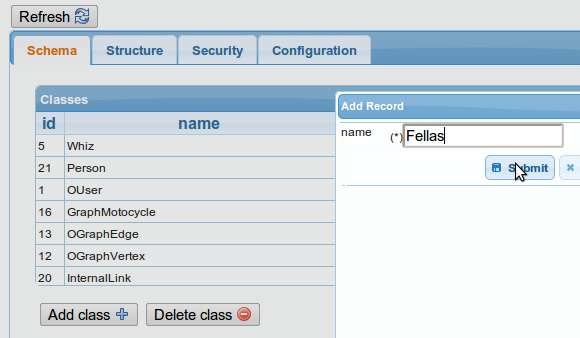 Refresh
Schema Structure Security Configuration
Classes
id name
5 Whiz
21 Person
1 OUser
16 GraphMotocycle
13 OGraphEdge
12 OGraphVertex
20 InternalLink
Add class Delete class
Add Record
name (*) Fellas
Submit